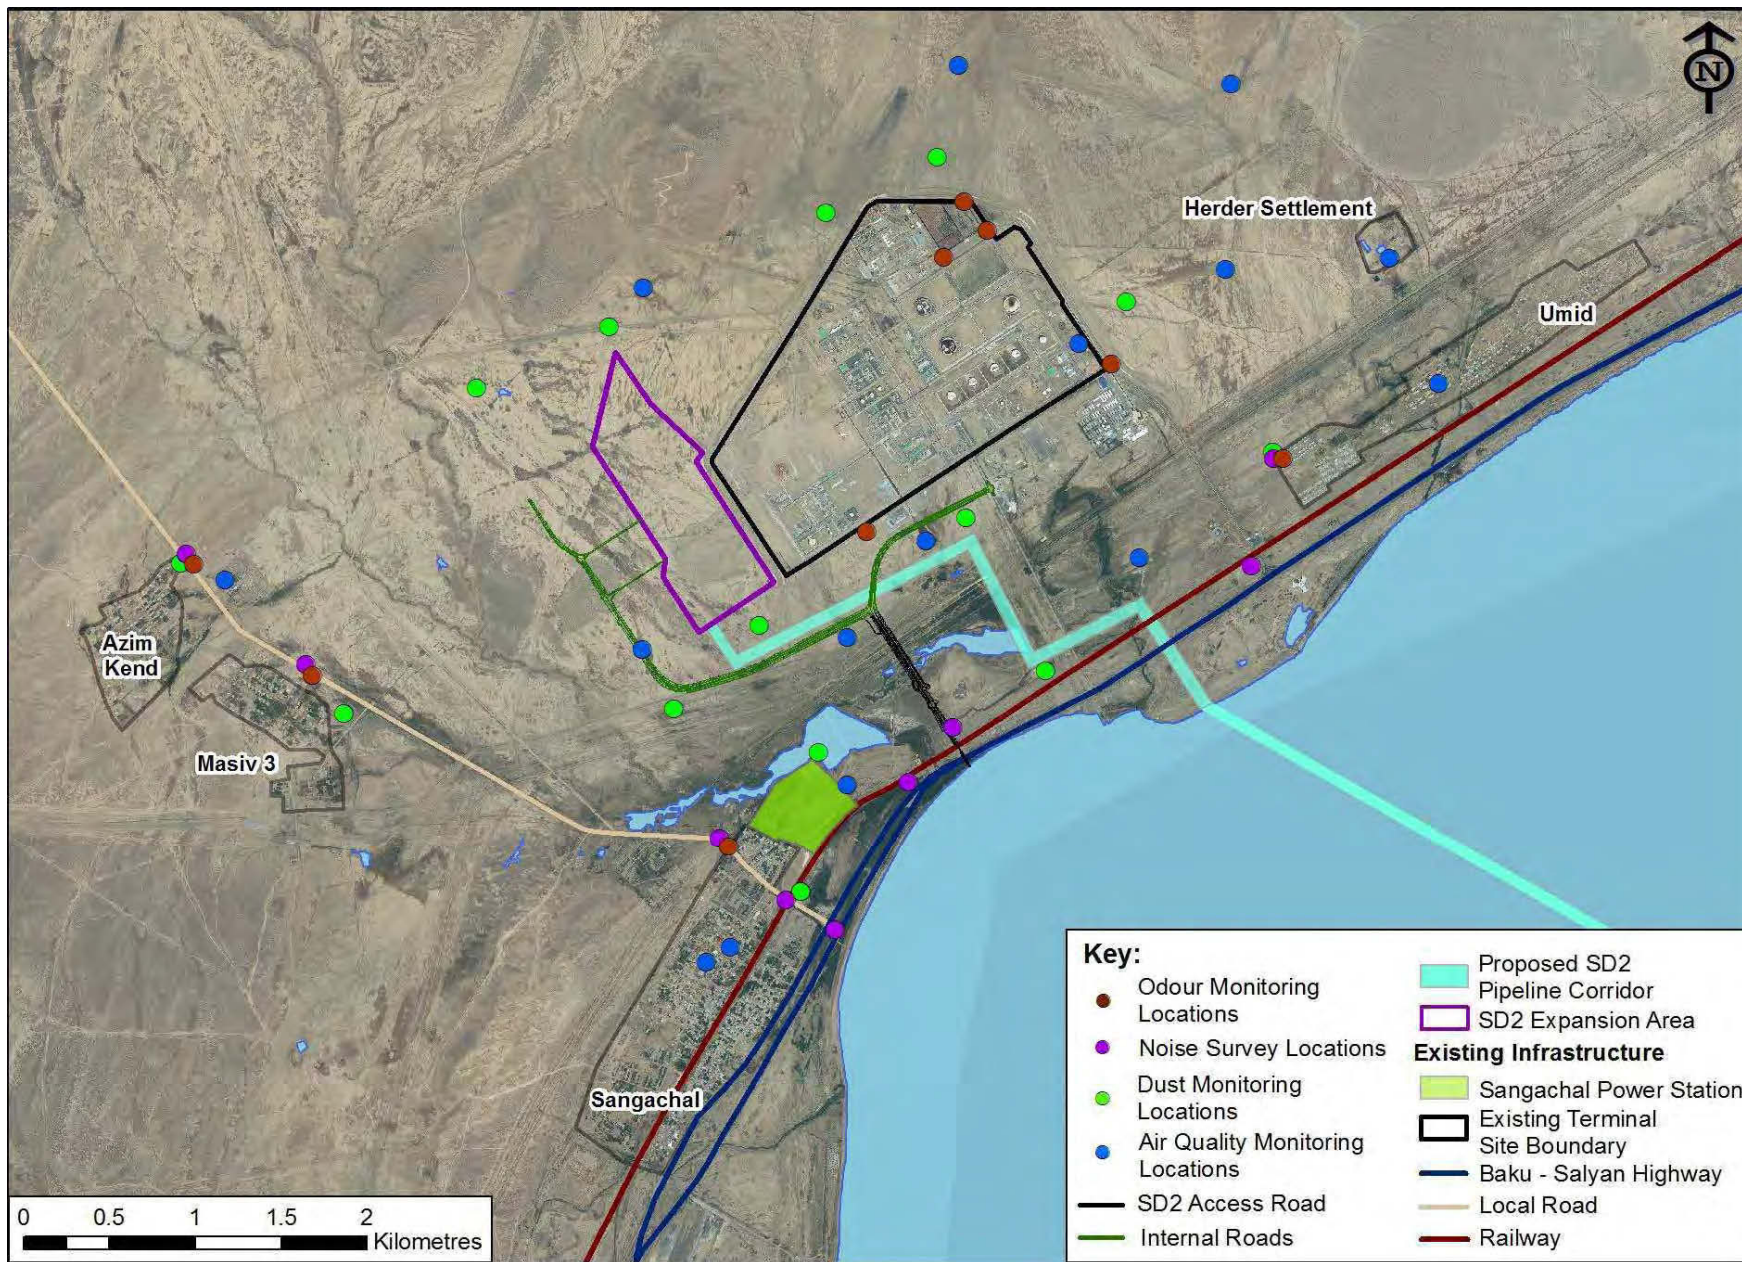 N
Herder Settlement
Umid
Azim
Kend
Masiv 3
Sangachal
Key:
Odour Monitoring
Locations
Noise Survey Locations
Dust Monitoring
Locations
Air Quality Monitoring
Locations
SD2 Access Road
Internal Roads
Proposed SD2
Pipeline Corridor
SD2 Expansion Area
Existing Infrastructure
Sangachal Power Station
Existing Terminal
Site Boundary
Baku - Salyan Highway
Local Road
Railway
0 0.5 1 1.5 2
Kilometres